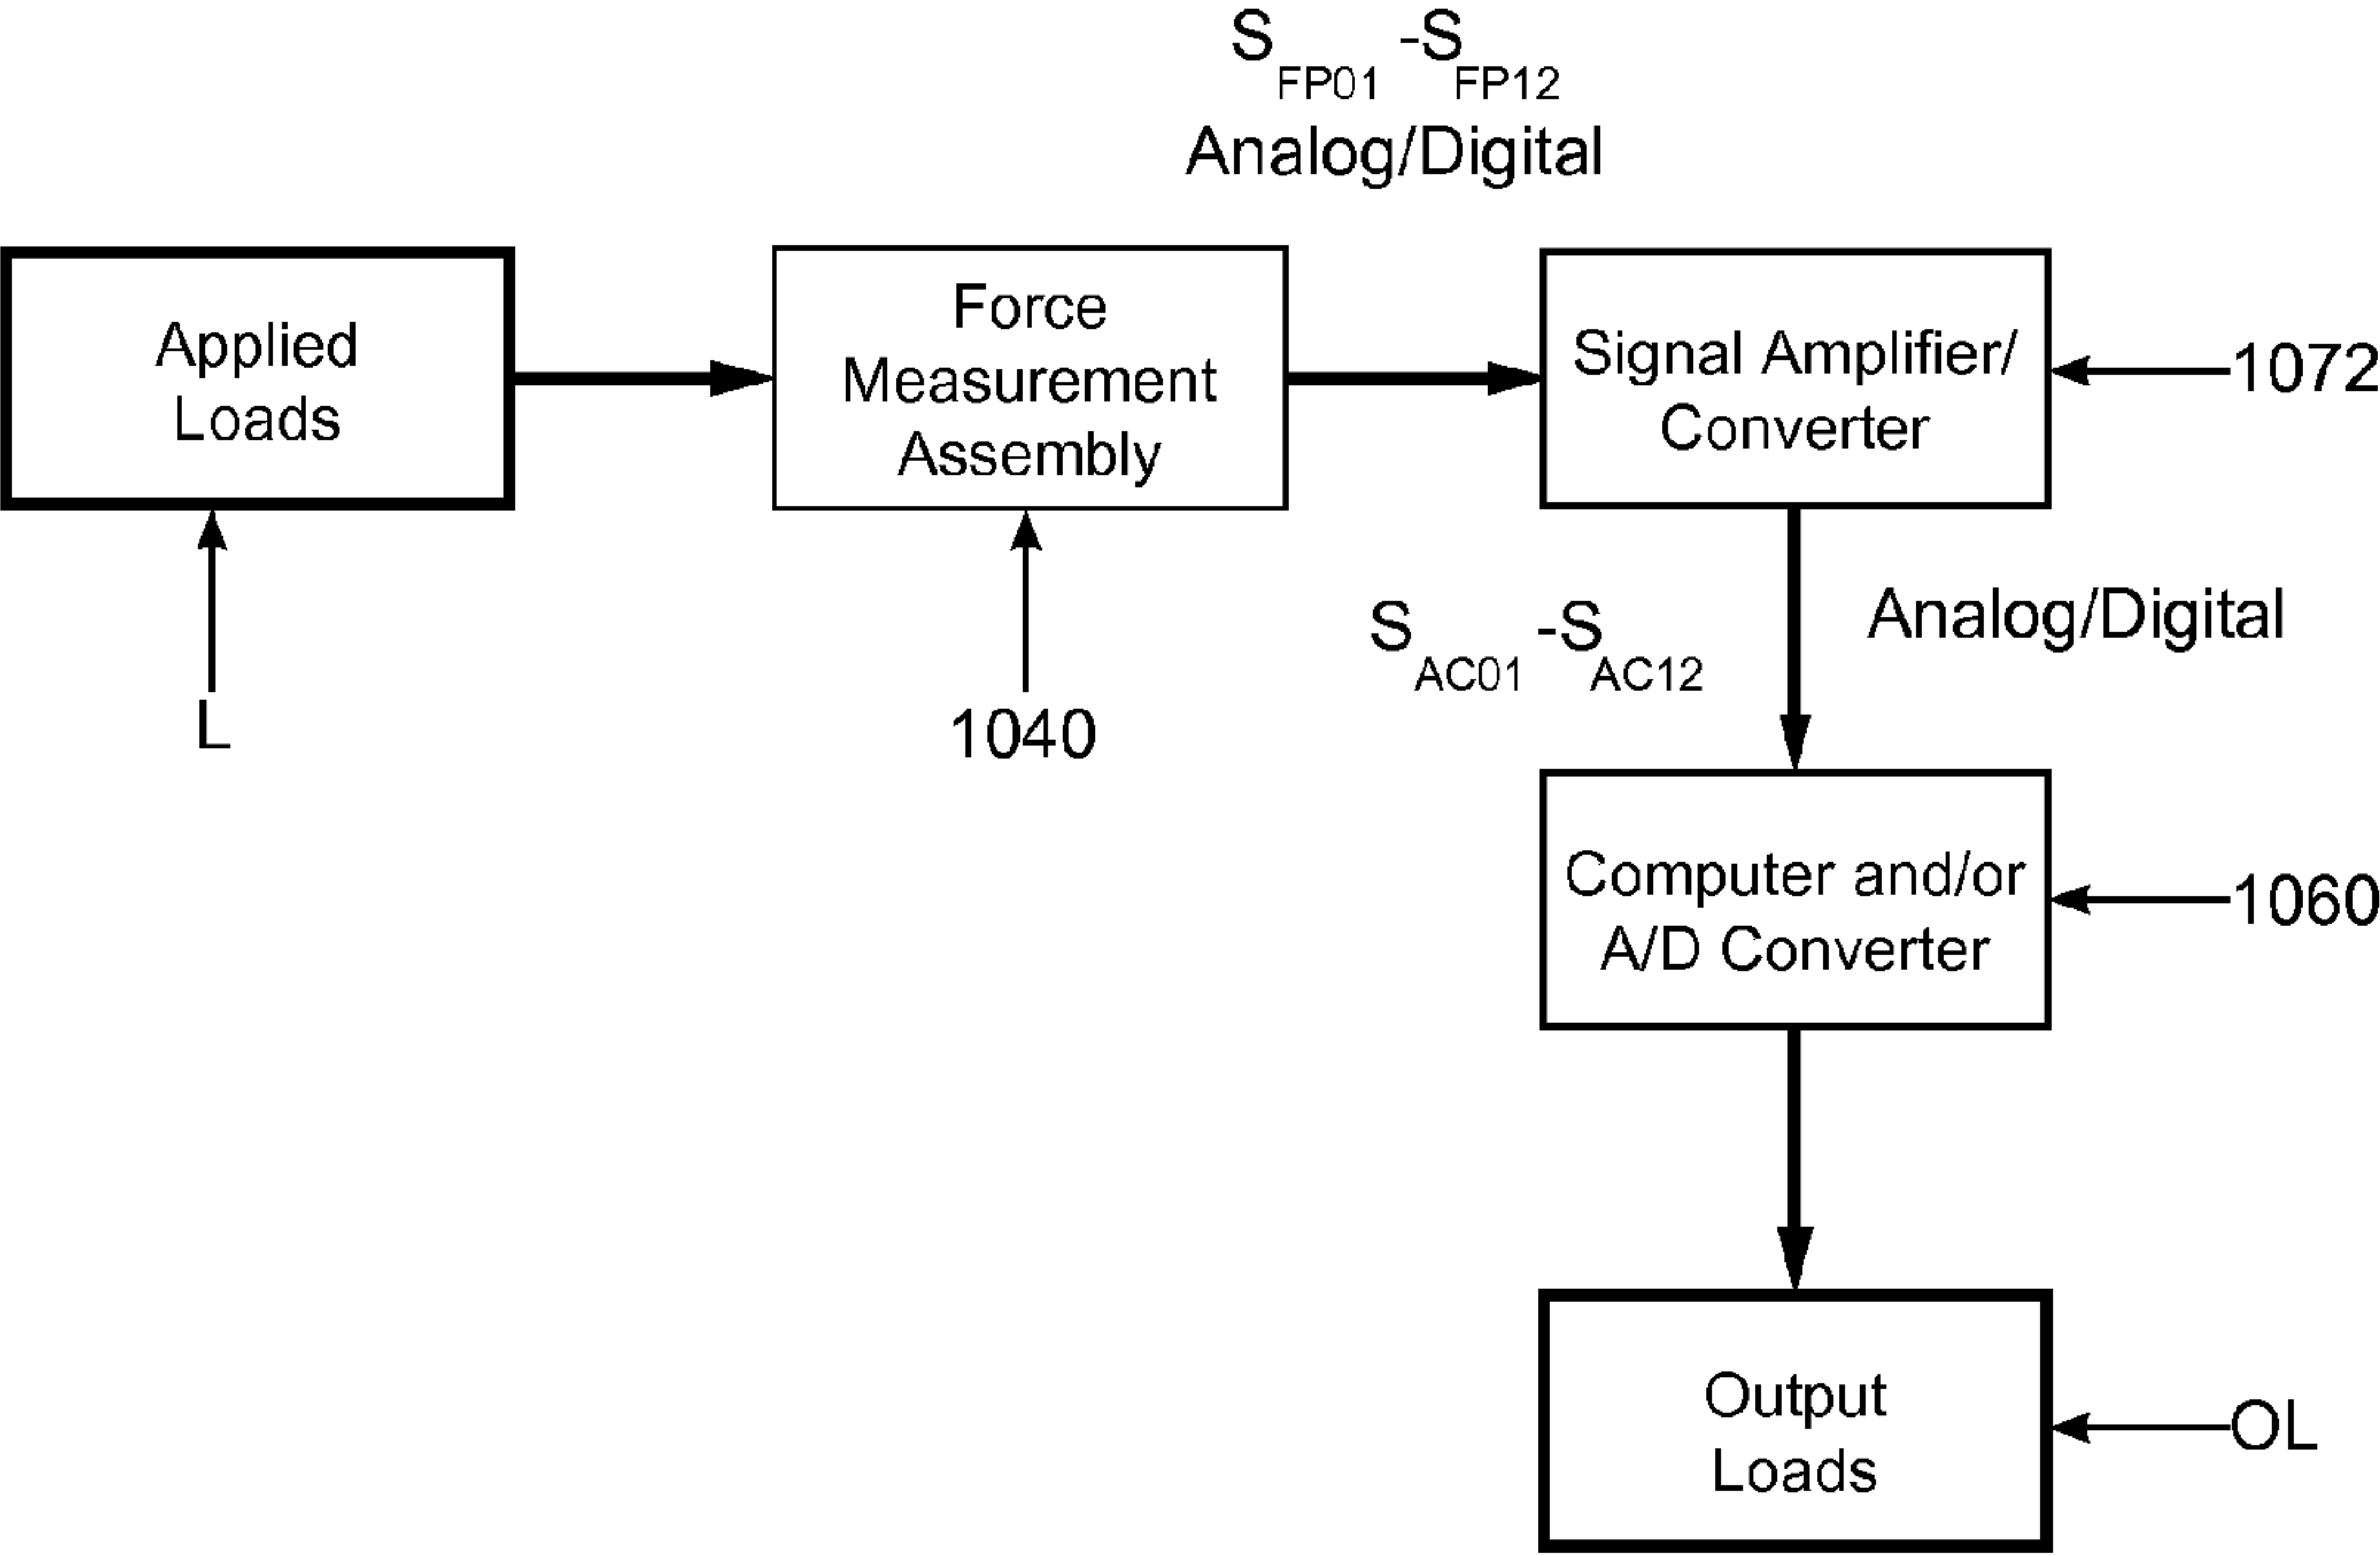 S FP01 -S FP12
Analog/Digital
Applied
Loads
Force
Measurement
Assembly
Signal Amplifier/
Converter
1072
L
1040
S AC01 -S AC12
Analog/Digital
Computer and/or
A/D Converter
1060
Output
Loads
OL